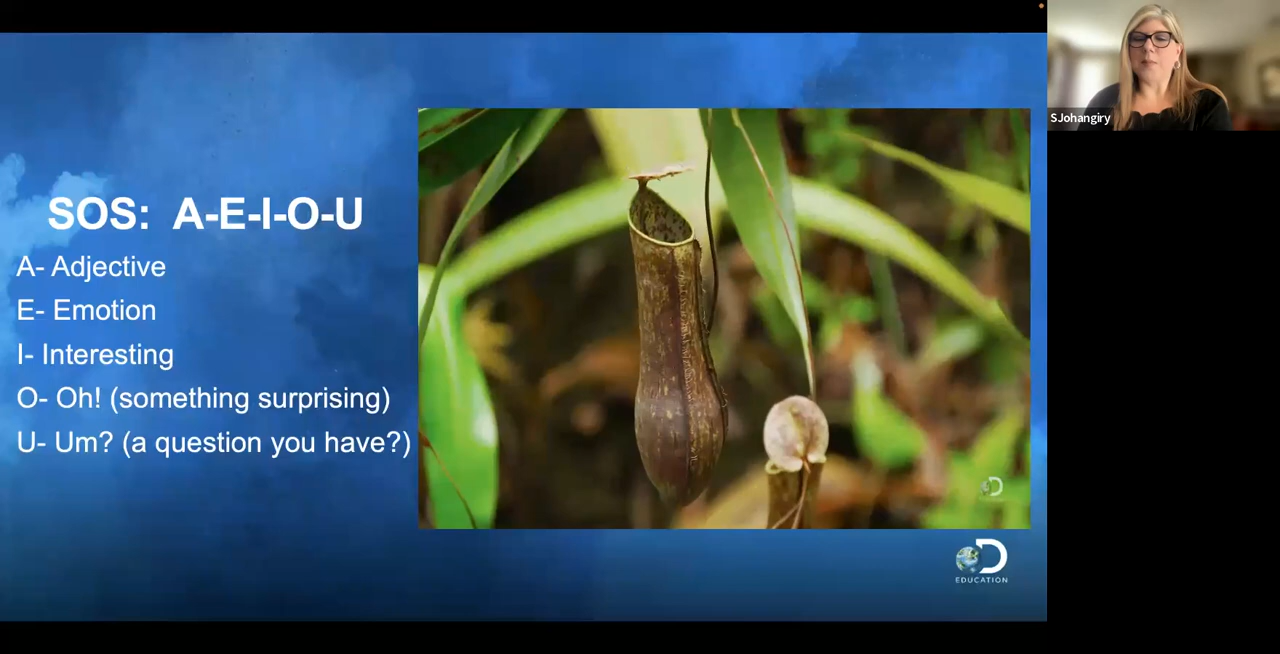 SOS: A-E-I-O-U
A- Adjective
E- Emotion
I- Interesting
O- Oh! (something surprising)
U- Um? (a question you have?)
SJohangiry
D
D
EDUCATION